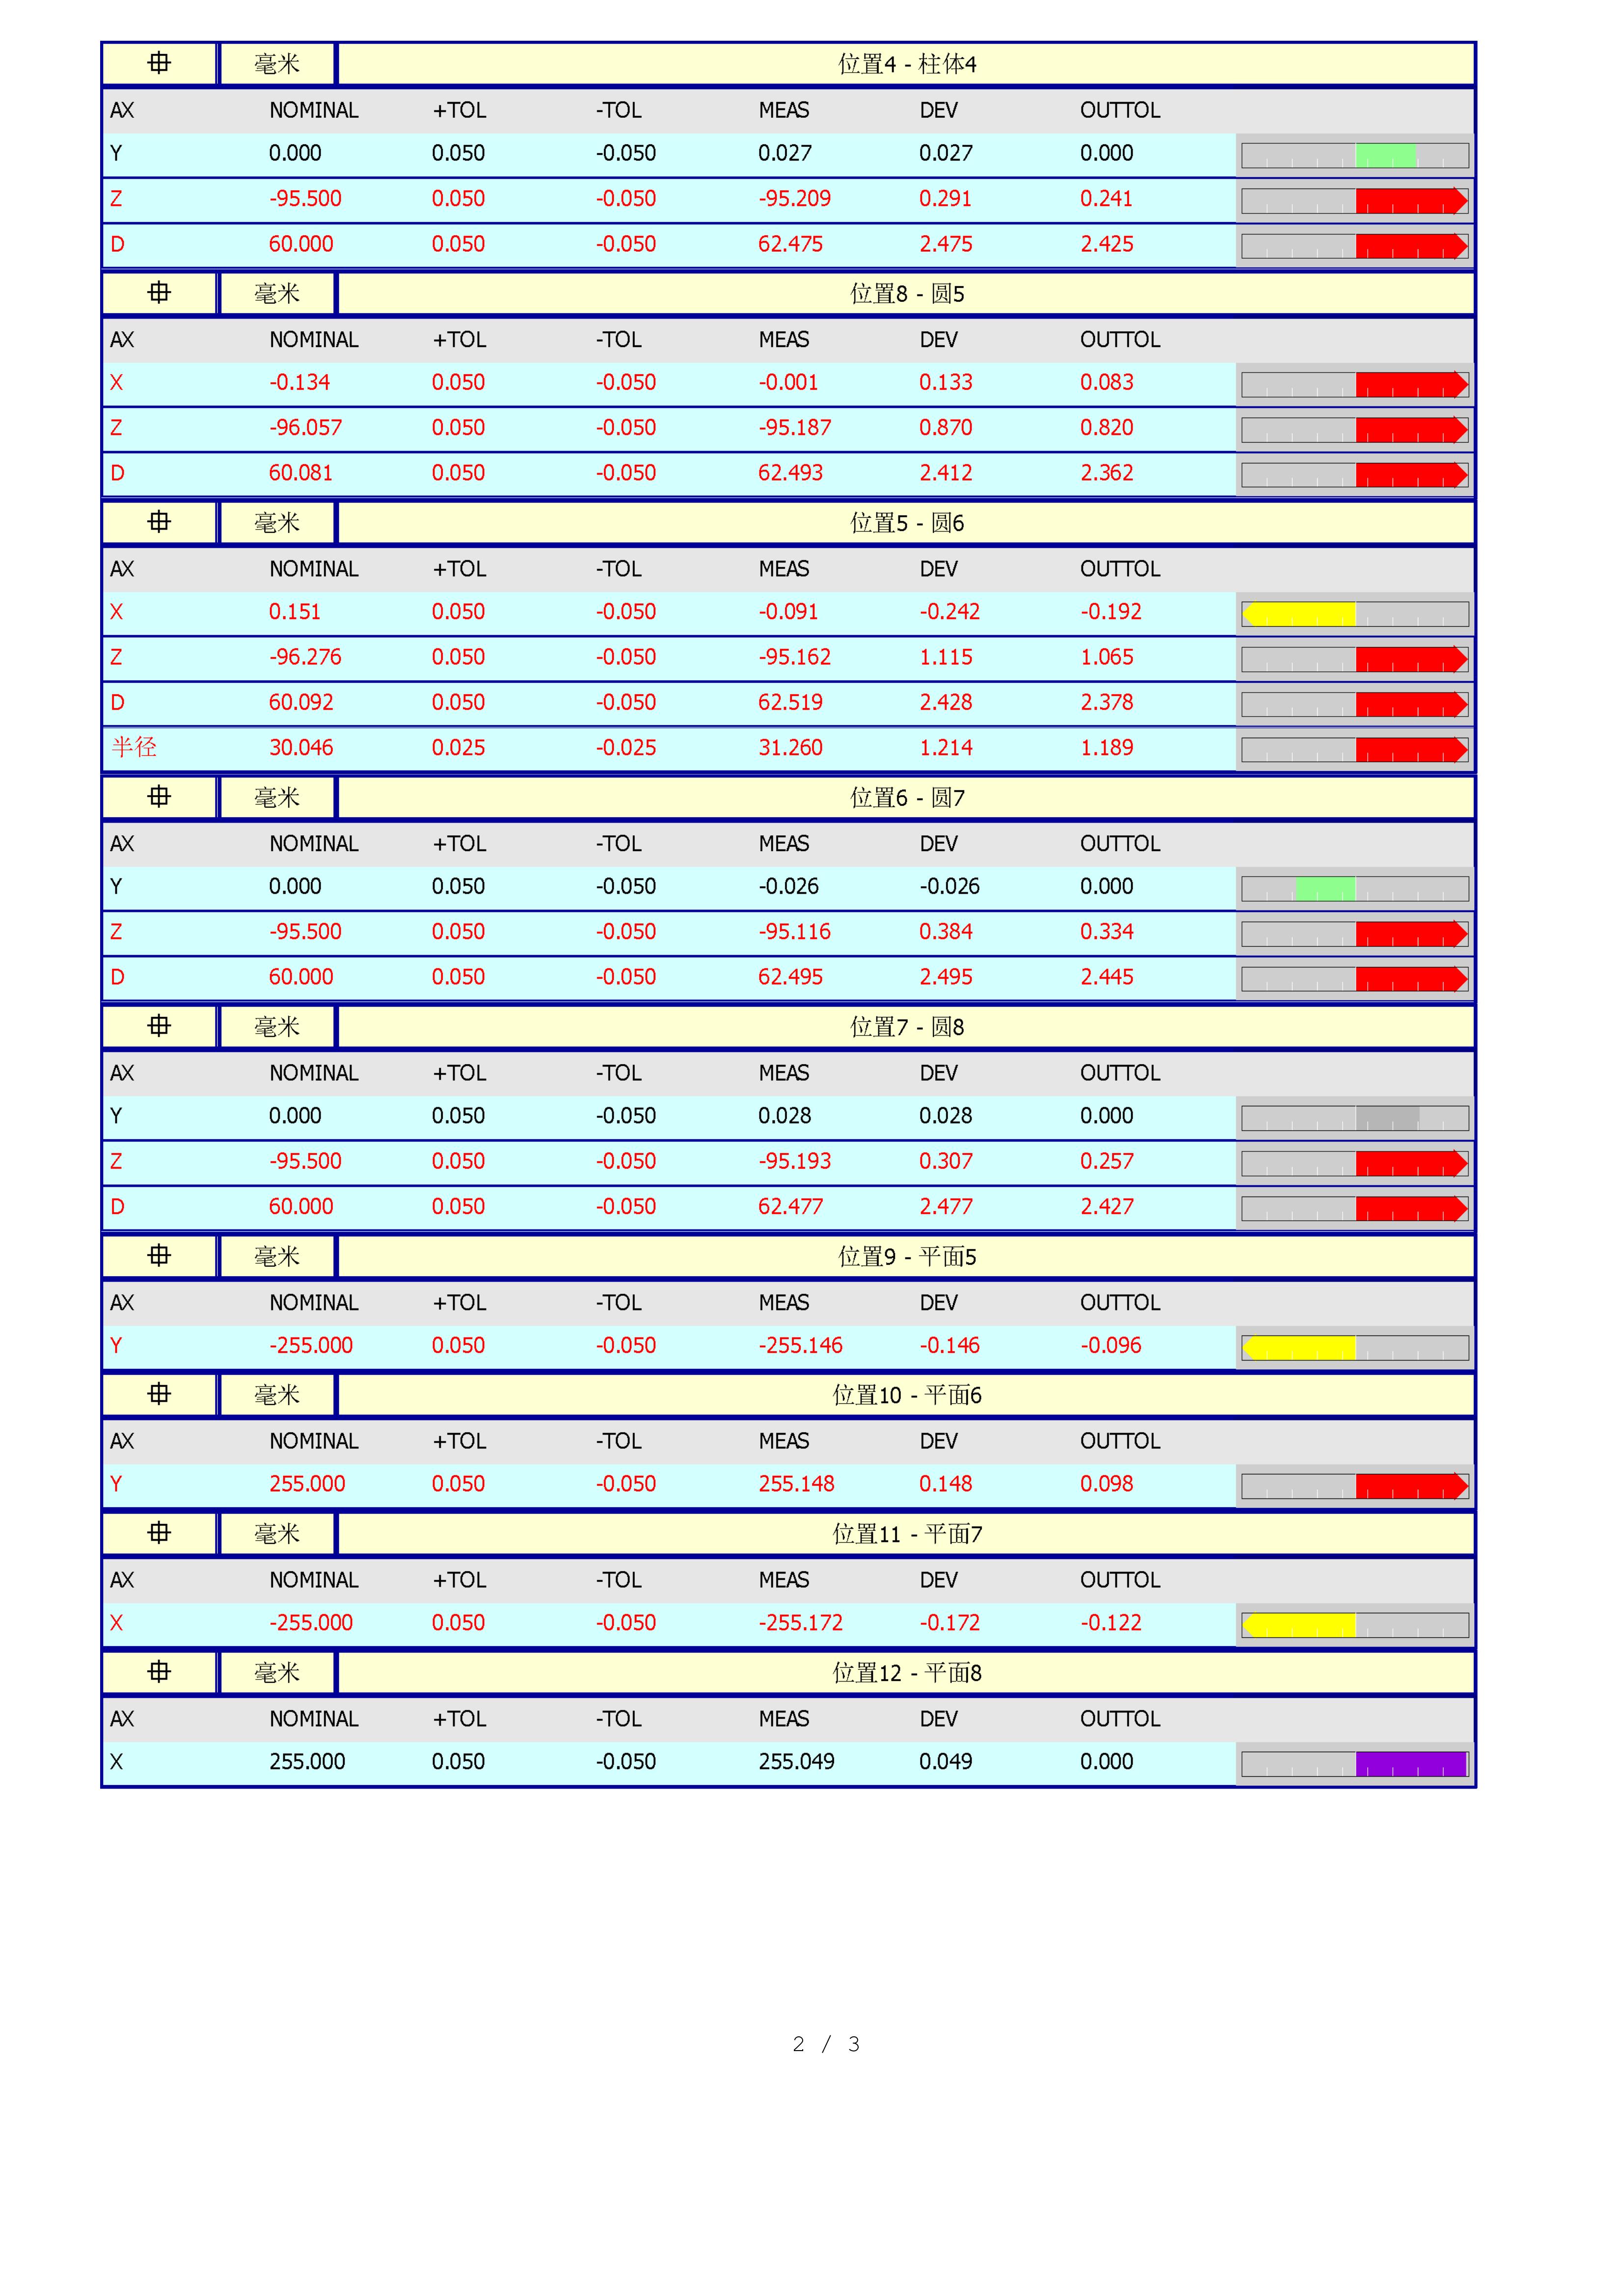 毫米 位置4 - 柱体4
AX NOMINAL +TOL -TOL MEAS DEV OUTTOL
Y 0.000 0.050 -0.050 0.027 0.027 0.000
Z -95.500 0.050 -0.050 -95.209 0.291 0.241
D 60.000 0.050 -0.050 62.475 2.475 2.425
毫米 位置8 - 圆5
AX NOMINAL +TOL -TOL MEAS DEV OUTTOL
X -0.134 0.050 -0.050 -0.001 0.133 0.083
Z -96.057 0.050 -0.050 -95.187 0.870 0.820
D 60.081 0.050 -0.050 62.493 2.412 2.362
毫米 位置5 - 圆6
AX NOMINAL +TOL -TOL MEAS DEV OUTTOL
X 0.151 0.050 -0.050 -0.091 -0.242 -0.192
Z -96.276 0.050 -0.050 -95.162 1.115 1.065
D 60.092 0.050 -0.050 62.519 2.428 2.378
半径 30.046 0.025 -0.025 31.260 1.214 1.189
毫米 位置6 - 圆7
AX NOMINAL +TOL -TOL MEAS DEV OUTTOL
Y 0.000 0.050 -0.050 -0.026 -0.026 0.000
Z -95.500 0.050 -0.050 -95.116 0.384 0.334
D 60.000 0.050 -0.050 62.495 2.495 2.445
毫米 位置7 - 圆8
AX NOMINAL +TOL -TOL MEAS DEV OUTTOL
Y 0.000 0.050 -0.050 0.028 0.028 0.000
Z -95.500 0.050 -0.050 -95.193 0.307 0.257
D 60.000 0.050 -0.050 62.477 2.477 2.427
毫米 位置9 - 平面5
AX NOMINAL +TOL -TOL MEAS DEV OUTTOL
Y -255.000 0.050 -0.050 -255.146 -0.146 -0.096
毫米 位置10 - 平面6
AX NOMINAL +TOL -TOL MEAS DEV OUTTOL
Y 255.000 0.050 -0.050 255.148 0.148 0.098
毫米 位置11 - 平面7
AX NOMINAL +TOL -TOL MEAS DEV OUTTOL
X -255.000 0.050 -0.050 -255.172 -0.172 -0.122
毫米 位置12 - 平面8
AX NOMINAL +TOL -TOL MEAS DEV OUTTOL
X 255.000 0.050 -0.050 255.049 0.049 0.000
2 / 3